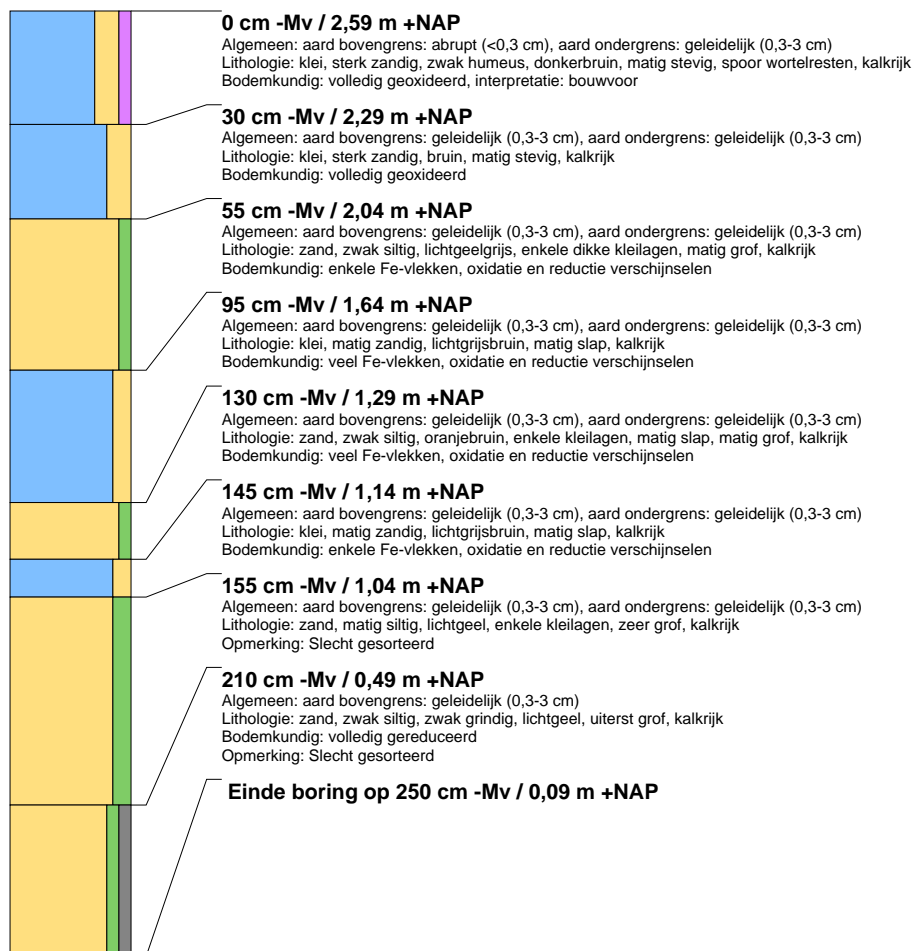 0 cm -Mv / 2,59 m +NAP
Algemeen: aard bovengrens: abrupt (<0,3 cm), aard ondergrens: geleidelijk (0,3-3 cm)
Lithologie: klei, sterk zandig, zwak humeus, donkerbruin, matig stevig, spoor wortelresten, kalkrijk
Bodemkundig: volledig geoxideerd, interpretatie: bouwvoor
30 cm -Mv / 2,29 m +NAP
Algemeen: aard bovengrens: geleidelijk (0,3-3 cm), aard ondergrens: geleidelijk (0,3-3 cm)
Lithologie: klei, sterk zandig, bruin, matig stevig, kalkrijk
Bodemkundig: volledig geoxideerd
55 cm -Mv / 2,04 m +NAP
Algemeen: aard bovengrens: geleidelijk (0,3-3 cm), aard ondergrens: geleidelijk (0,3-3 cm)
Lithologie: zand, zwak siltig, lichtgeelgrijs, enkele dikke kleilagen, matig grof, kalkrijk
Bodemkundig: enkele Fe-vlekken, oxidatie en reductie verschijnselen
95 cm -Mv / 1,64 m +NAP
Algemeen: aard bovengrens: geleidelijk (0,3-3 cm), aard ondergrens: geleidelijk (0,3-3 cm)
Lithologie: klei, matig zandig, lichtgrijsbruin, matig slap, kalkrijk
Bodemkundig: veel Fe-vlekken, oxidatie en reductie verschijnselen
130 cm -Mv / 1,29 m +NAP
Algemeen: aard bovengrens: geleidelijk (0,3-3 cm), aard ondergrens: geleidelijk (0,3-3 cm)
Lithologie: zand, zwak siltig, oranjebruin, enkele kleilagen, matig slap, matig grof, kalkrijk
Bodemkundig: veel Fe-vlekken, oxidatie en reductie verschijnselen
145 cm -Mv / 1,14 m +NAP
Algemeen: aard bovengrens: geleidelijk (0,3-3 cm), aard ondergrens: geleidelijk (0,3-3 cm)
Lithologie: klei, matig zandig, lichtgrijsbruin, matig slap, kalkrijk
Bodemkundig: enkele Fe-vlekken, oxidatie en reductie verschijnselen
155 cm -Mv / 1,04 m +NAP
Algemeen: aard bovengrens: geleidelijk (0,3-3 cm), aard ondergrens: geleidelijk (0,3-3 cm)
Lithologie: zand, matig siltig, lichtgeel, enkele kleilagen, zeer grof, kalkrijk
Opmerking: Slecht gesorteerd
210 cm -Mv / 0,49 m +NAP
Algemeen: aard bovengrens: geleidelijk (0,3-3 cm)
Lithologie: zand, zwak siltig, zwak grindig, lichtgeel, uiterst grof, kalkrijk
Bodemkundig: volledig gereduceerd
Opmerking: Slecht gesorteerd
Einde boring op 250 cm -Mv / 0,09 m +NAP